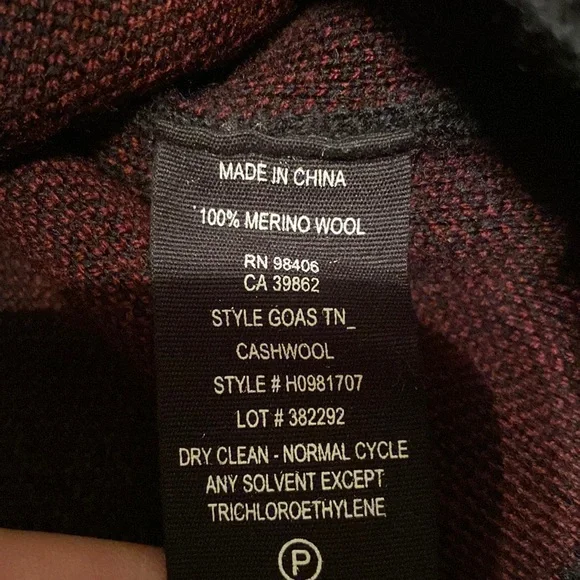 MADE IN CHINA
100% MERINO WOOL
RN 98406
CA 39862
STYLE GOAS TN_
CASHWOOL
STYLE # H0981707
LOT # 382292
DRY CLEAN - NORMAL CYCLE
ANY SOLVENT EXCEPT
TRICHLOROETHYLENE
P